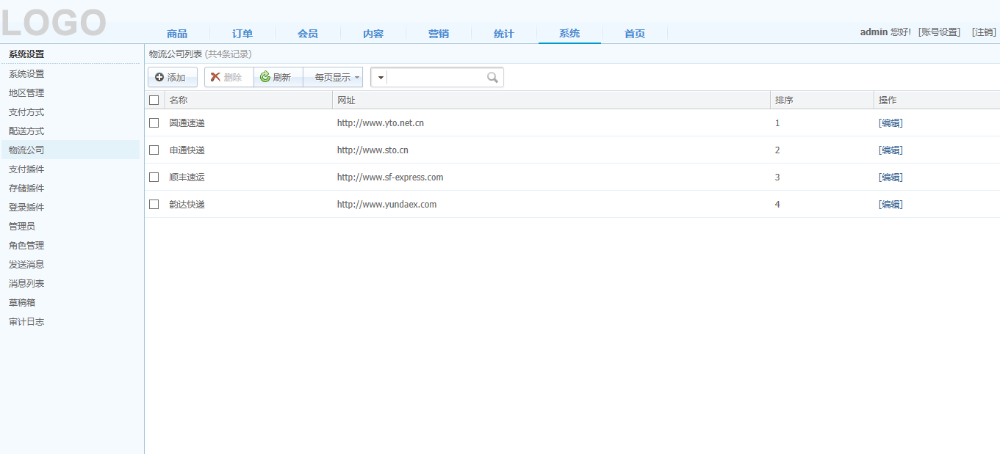 LOGO
商品 订单 会员 内容 营销 统计 系统 首页
admin 您好! [账号设置] [注销]
系统设置
系统设置
地区管理
支付方式
配送方式
物流公司
支付插件
存储插件
登录插件
管理员
角色管理
发送消息
消息列表
草稿箱
审计日志
物流公司列表 (共4条记录)
添加 删除 刷新 每页显示
名称 网址 排序 操作
圆通速递 http://www.yto.net.cn 1 [编辑]
申通快递 http://www.sto.cn 2 [编辑]
顺丰速运 http://www.sf-express.com 3 [编辑]
韵达快递 http://www.yundaex.com 4 [编辑]